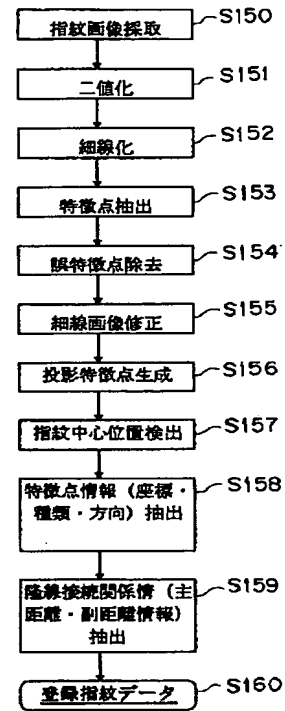 指紋画像採取
S150
二値化
S151
細線化
S152
特徴点抽出
S153
誤特徴点除去
S154
細線画像修正
S155
投影特徴点生成
S156
指紋中心位置検出
S157
特徴点情報（座標・
種類・方向）抽出
S158
隆線接続関係情（主
距離・副距離情報）
抽出
S159
登録指紋データ
S160